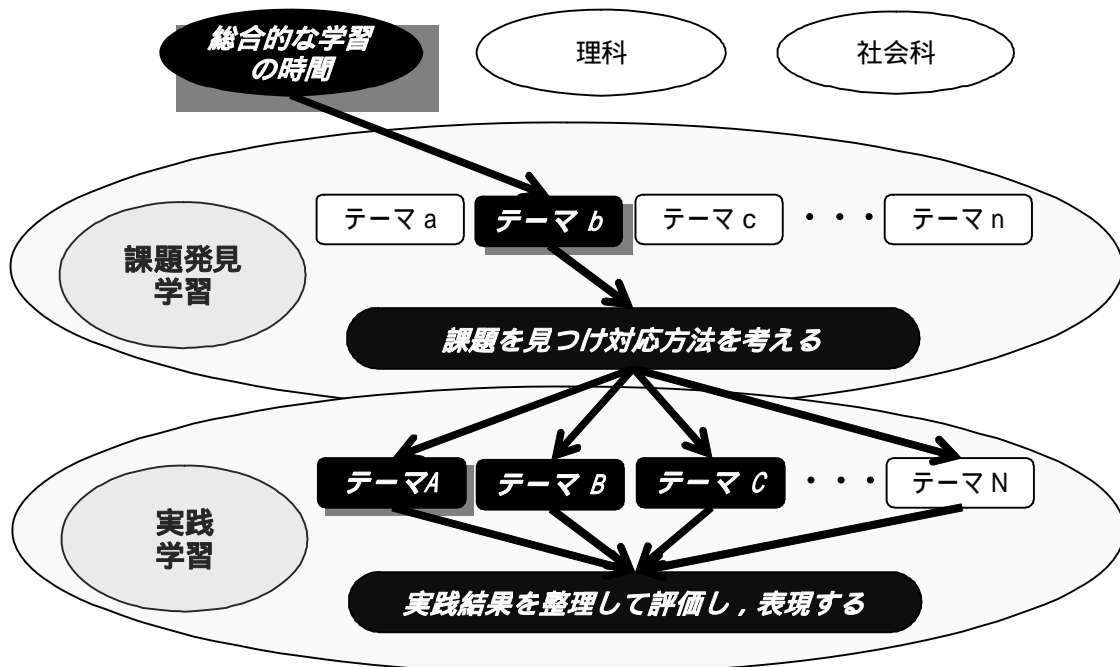 総合的な学習
の時間
理科
社会科
テーマ a
テーマ b
テーマ c
・・・
テーマ n
課題発見
学習
課題を見つけ対応方法を考える
テーマA
テーマ B
テーマ C
・・・
テーマ N
実践
学習
実践結果を整理して評価し，表現する